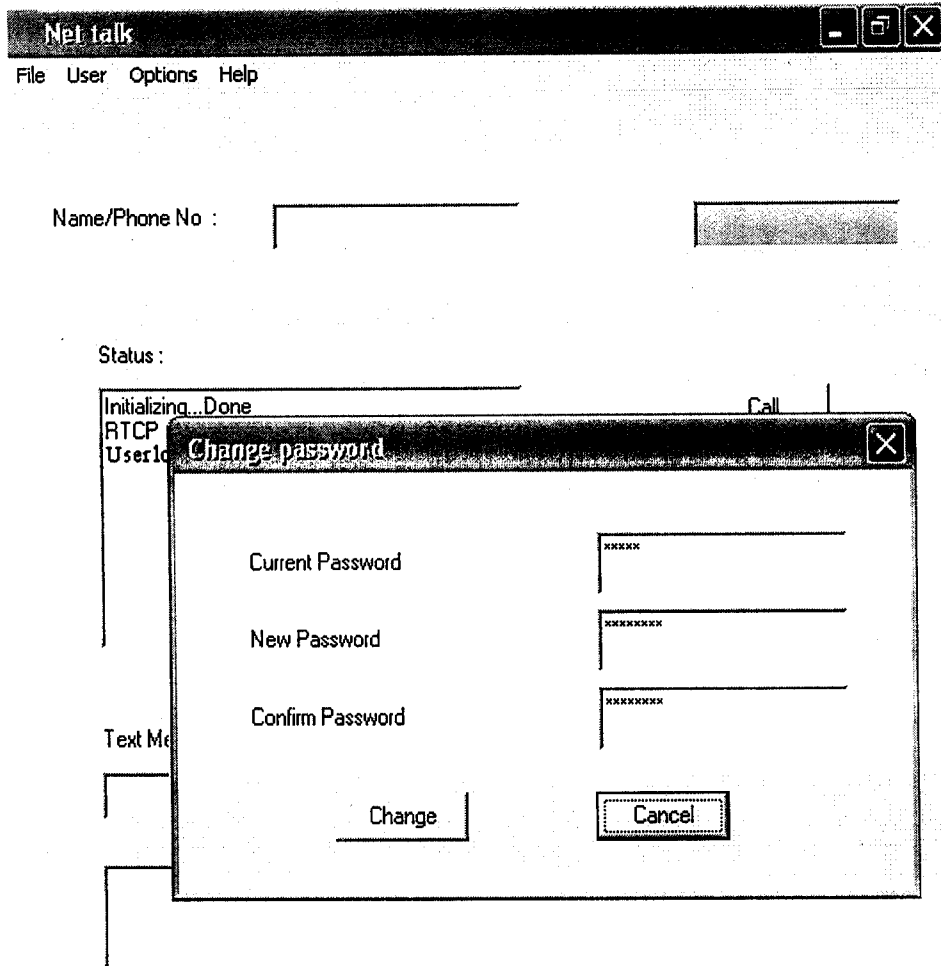 Net talk
File User Options Help
Name/Phone No :
Status :
Initializing...Done
Call
RTCP
Change password
Current Password
xxxxx
New Password
xxxxxxxx
Confirm Password
xxxxxxxx
Text Me
Change
Cancel